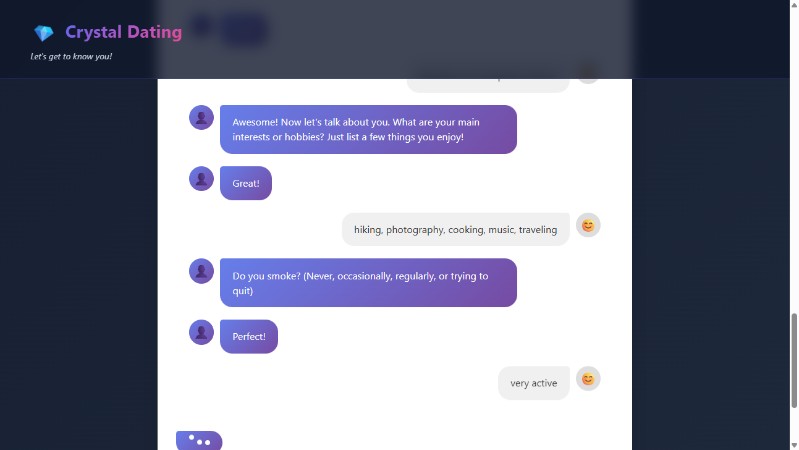 Crystal Dating
Let's get to know you!
Awesome! Now let's talk about you. What are your main
interests or hobbies? Just list a few things you enjoy!
Great!
hiking, photography, cooking, music, traveling
Do you smoke? (Never, occasionally, regularly, or trying to
quit)
Perfect!
very active